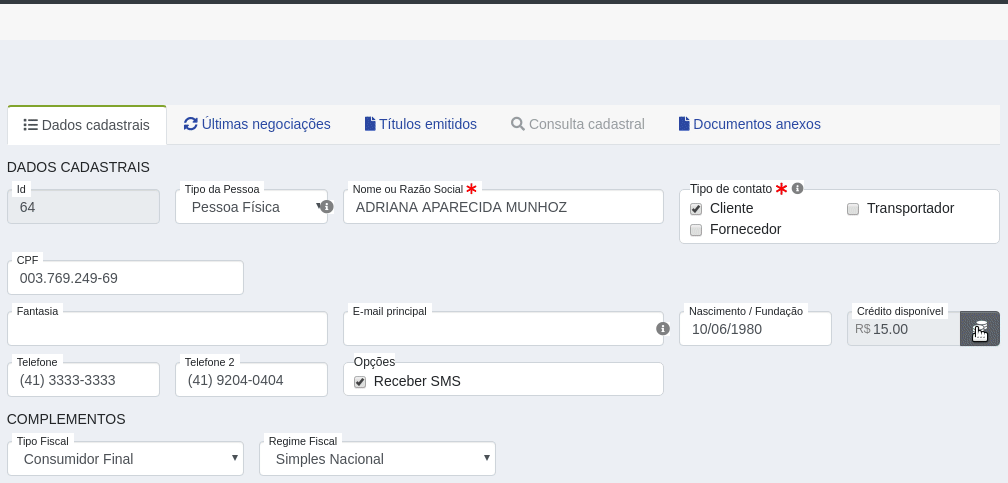 Dados cadastrais Últimas negociações Títulos emitidos Consulta cadastral Documentos anexos
DADOS CADASTRAIS
Id Tipo da Pessoa Nome ou Razão Social * Tipo de contato *
64 Pessoa Física ADRIANA APARECIDA MUNHOZ Cliente Transportador
Fornecedor
CPF
003.769.249-69
Fantasia E-mail principal Nascimento / Fundação Crédito disponível
10/06/1980 R$ 15.00
Telefone Telefone 2 Opções
(41) 3333-3333 (41) 9204-0404 Receber SMS
COMPLEMENTOS
Tipo Fiscal Regime Fiscal
Consumidor Final Simples Nacional